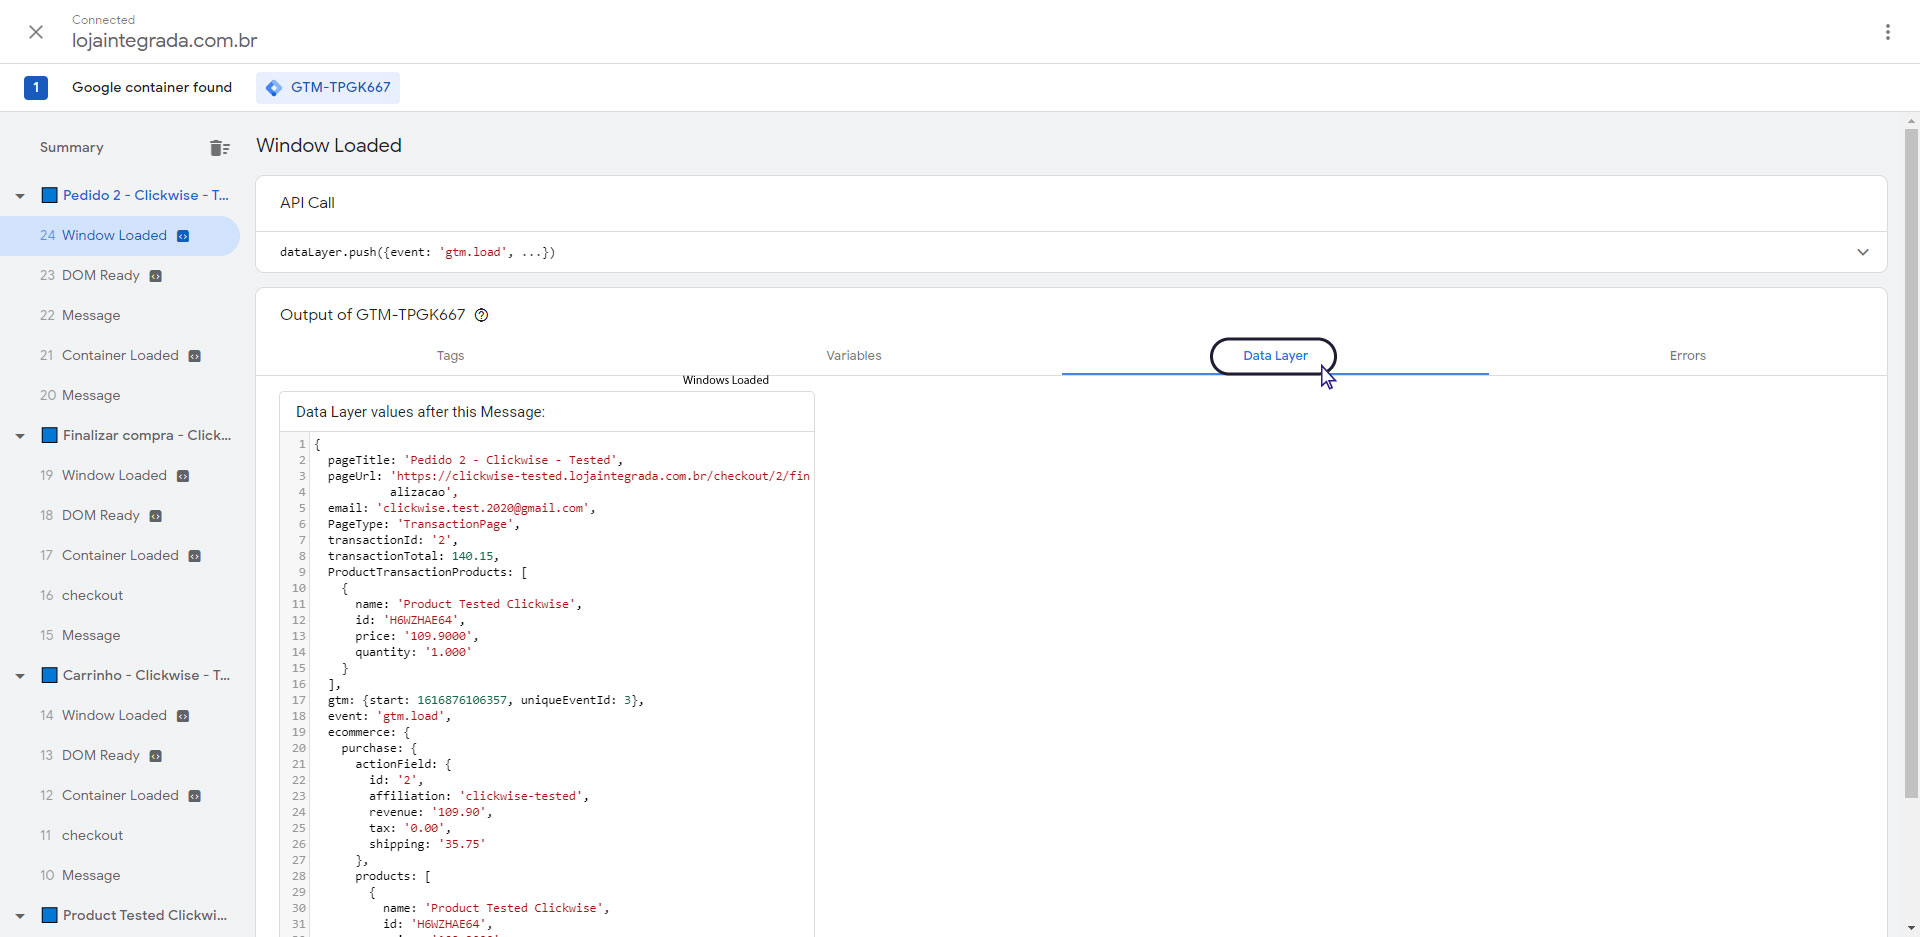 Connected
lojaintegrada.com.br
1 Google container found GTM-TPGK667
Summary
Pedido 2 - Clickwise - T...
24 Window Loaded
23 DOM Ready
22 Message
21 Container Loaded
20 Message
Finalizar compra - Click...
19 Window Loaded
18 DOM Ready
17 Container Loaded
16 checkout
15 Message
Carrinho - Clickwise - T...
14 Window Loaded
13 DOM Ready
12 Container Loaded
11 checkout
10 Message
Product Tested Clickwi...
Window Loaded
API Call
dataLayer.push({event: 'gtm.load', ...})
Output of GTM-TPGK667
Tags Variables Data Layer Errors
Windows Loaded
Data Layer values after this Message:
1 {
2 pageTitle: 'Pedido 2 - Clickwise - Tested',
3 pageUrl: 'https://clickwise-tested.lojaintegrada.com.br/checkout/2/fin
4 alizacao',
5 email: 'clickwise.test.2020@gmail.com',
6 PageType: 'TransactionPage',
7 transactionId: '2',
8 transactionTotal: 140.15,
9 ProductTransactionProducts: [
10 {
11 name: 'Product Tested Clickwise',
12 id: 'H6WZHAE64',
13 price: '109.9000',
14 quantity: '1.000'
15 }
16 ],
17 gtm: {start: 1616876106357, uniqueEventId: 3},
18 event: 'gtm.load',
19 ecommerce: {
20 purchase: {
21 actionField: {
22 id: '2',
23 affiliation: 'clickwise-tested',
24 revenue: '109.90',
25 tax: '0.00',
26 shipping: '35.75'
27 },
28 products: [
29 {
30 name: 'Product Tested Clickwise',
31 id: 'H6WZHAE64',